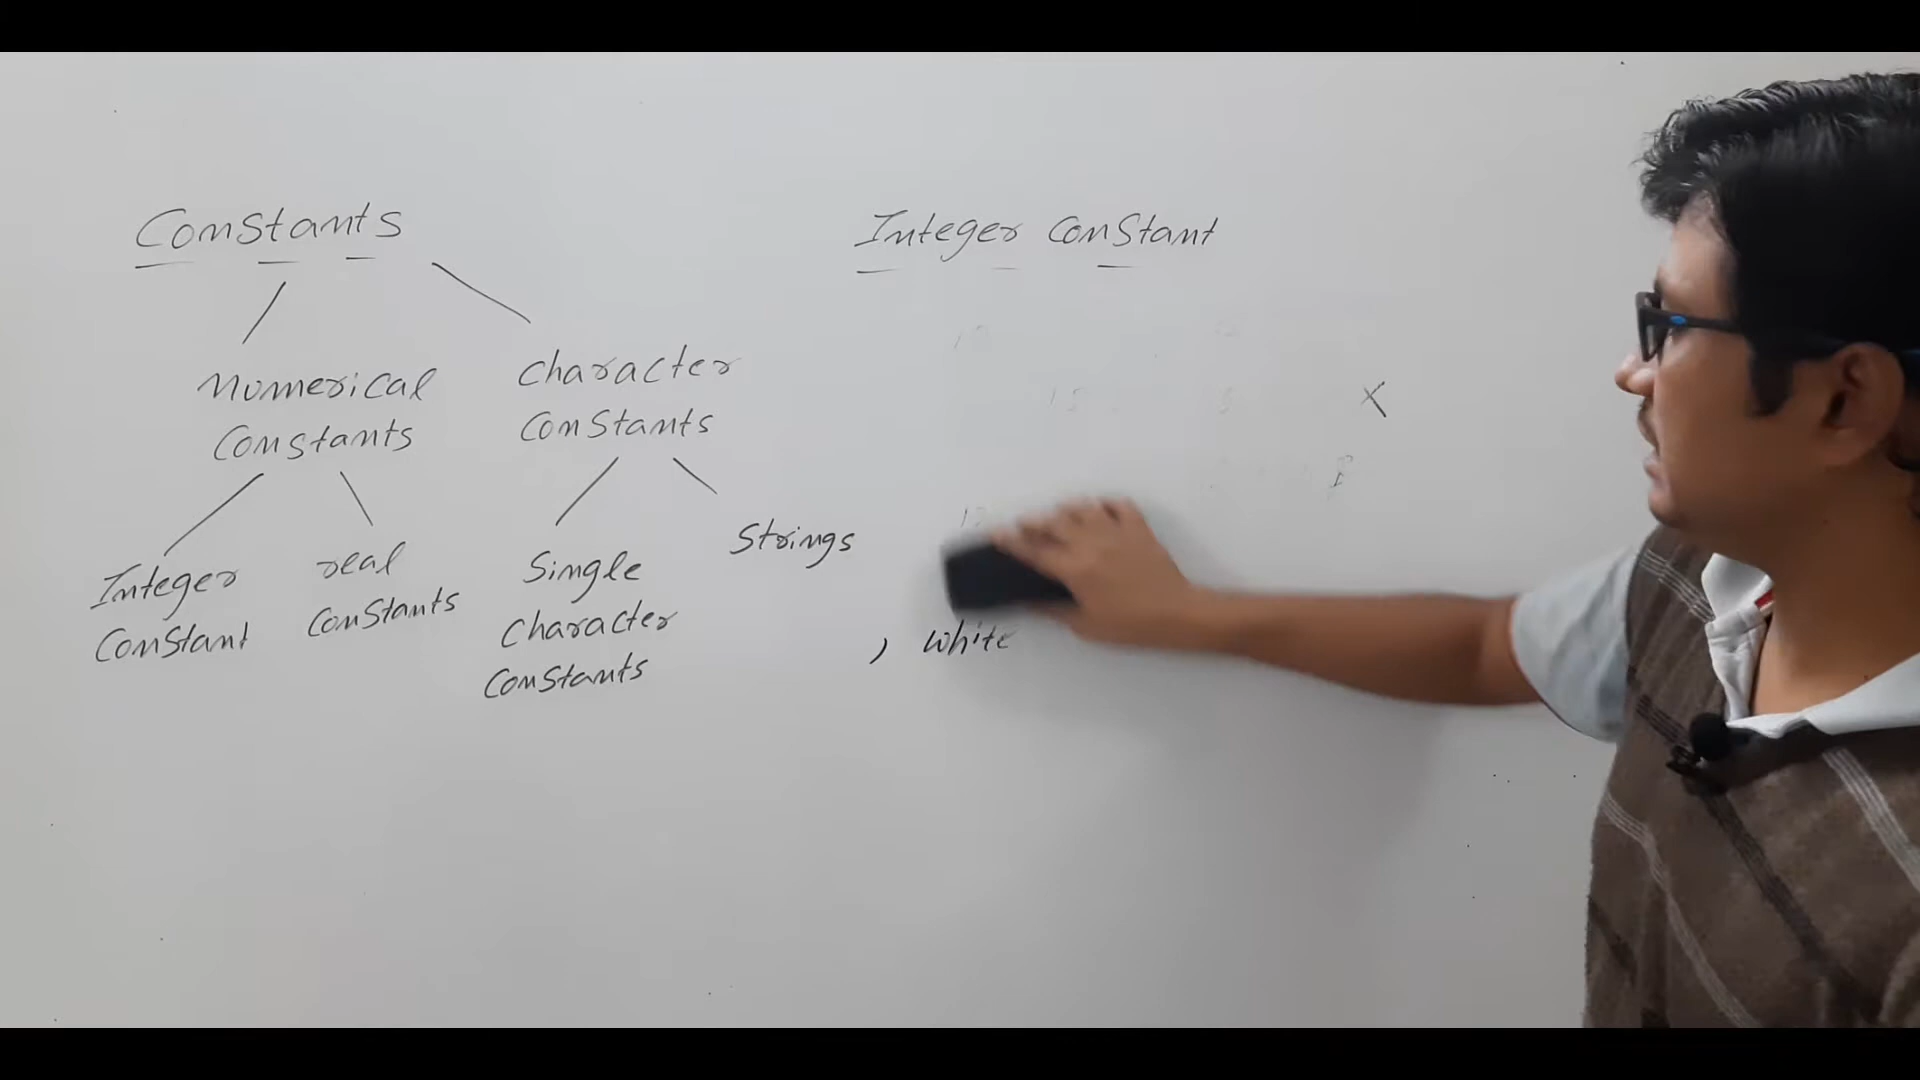 Constants
Numerical
Constants
Character
Constants
Integer
Constant
real
Constants
Single
Character
Constants
Strings
Integer Constant
X
, White